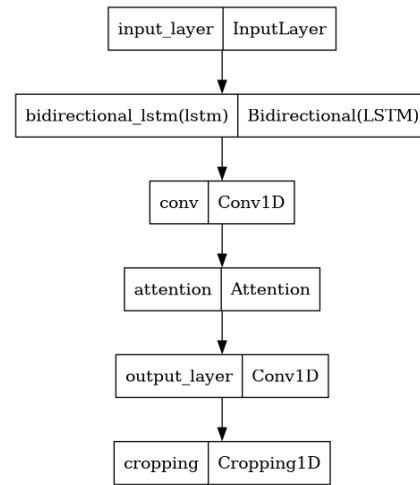 input_layer InputLayer
bidirectional_lstm(lstm) Bidirectional(LSTM)
conv Conv1D
attention Attention
output_layer Conv1D
cropping Cropping1D